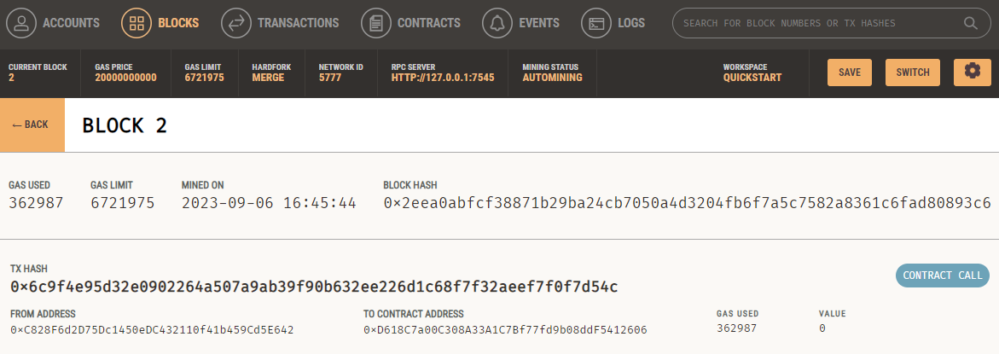 ACCOUNTS BLOCKS TRANSACTIONS CONTRACTS EVENTS LOGS SEARCH FOR BLOCK NUMBERS OR TX HASHES
CURRENT BLOCK GAS PRICE GAS LIMIT HARDFORK NETWORK ID RPC SERVER MINING STATUS WORKSPACE
2 20000000000 6721975 MERGE 5777 HTTP://127.0.0.1:7545 AUTOMINING QUICKSTART SAVE SWITCH
← BACK BLOCK 2
GAS USED GAS LIMIT MINED ON BLOCK HASH
362987 6721975 2023-09-06 16:45:44 0×2eea0abfcf38871b29ba24cb7050a4d3204fb6f7a5c7582a8361c6fad80893c6
TX HASH
0×6c9f4e95d32e0902264a507a9ab39f90b632ee226d1c68f7f32aeef7f0f7d54c CONTRACT CALL
FROM ADDRESS TO CONTRACT ADDRESS GAS USED VALUE
0×C828F6d2D75Dc1450eDC432110f41b459Cd5E642 0×D618C7a00C308A33A1C7Bf77fd9b08ddF5412606 362987 0